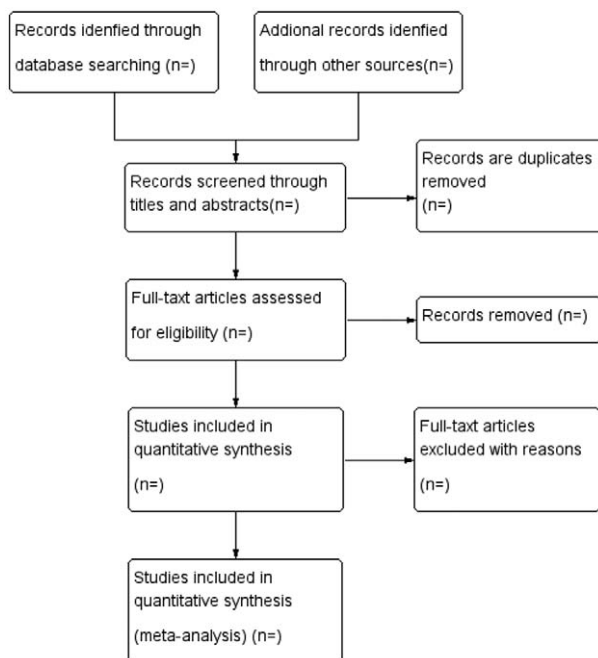 Records idenfied through
database searching (n=)
Addional records idenfied
through other sources(n=)
Records screened through
titles and abstracts(n=)
Records are duplicates
removed
(n=)
Full-taxt articles assessed
for eligibility (n=)
Records removed (n=)
Studies included in
quantitative synthesis
(n=)
Full-taxt articles
excluded with reasons
(n=)
Studies included in
quantitative synthesis
(meta-analysis) (n=)